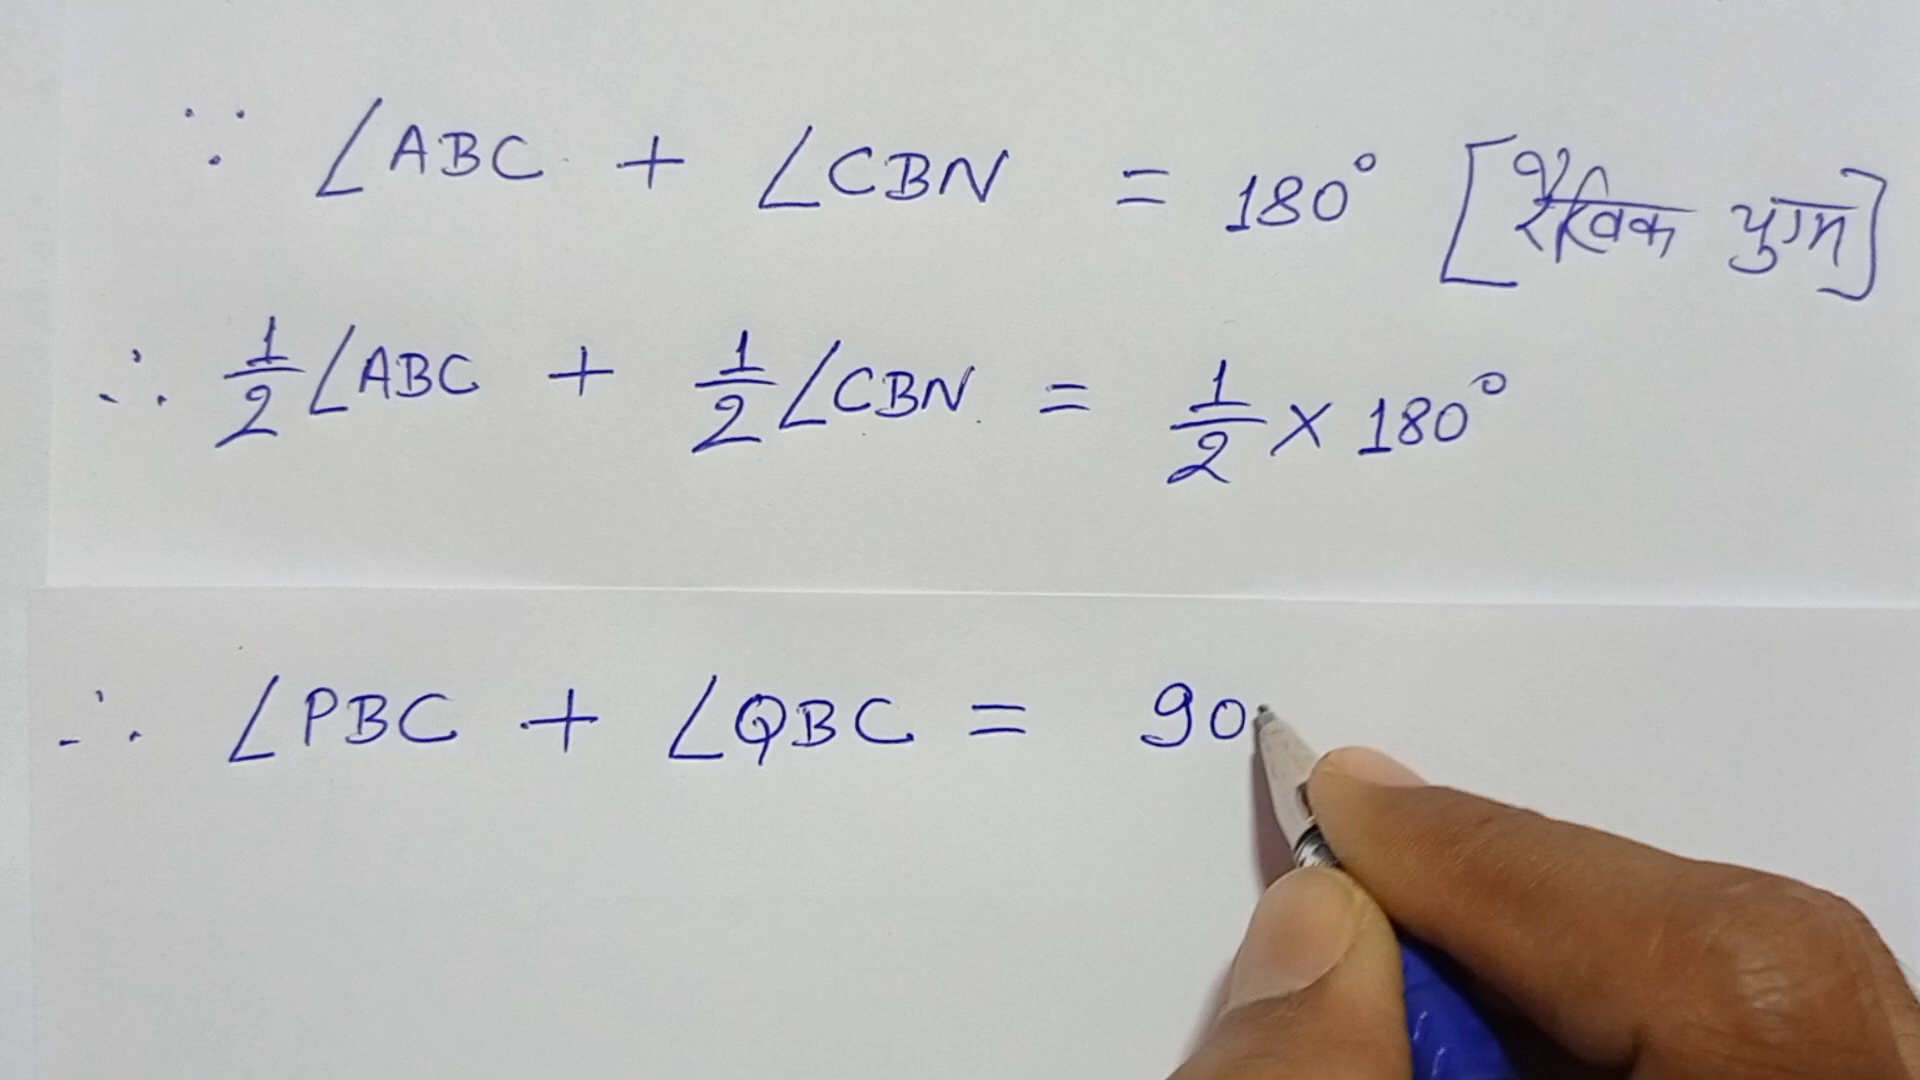 ∵ ∠ABC + ∠CBN = 180° [रैखिक युग्म]
∴ 1/2 ∠ABC + 1/2 ∠CBN = 1/2 × 180°
∴ ∠PBC + ∠QBC = 90